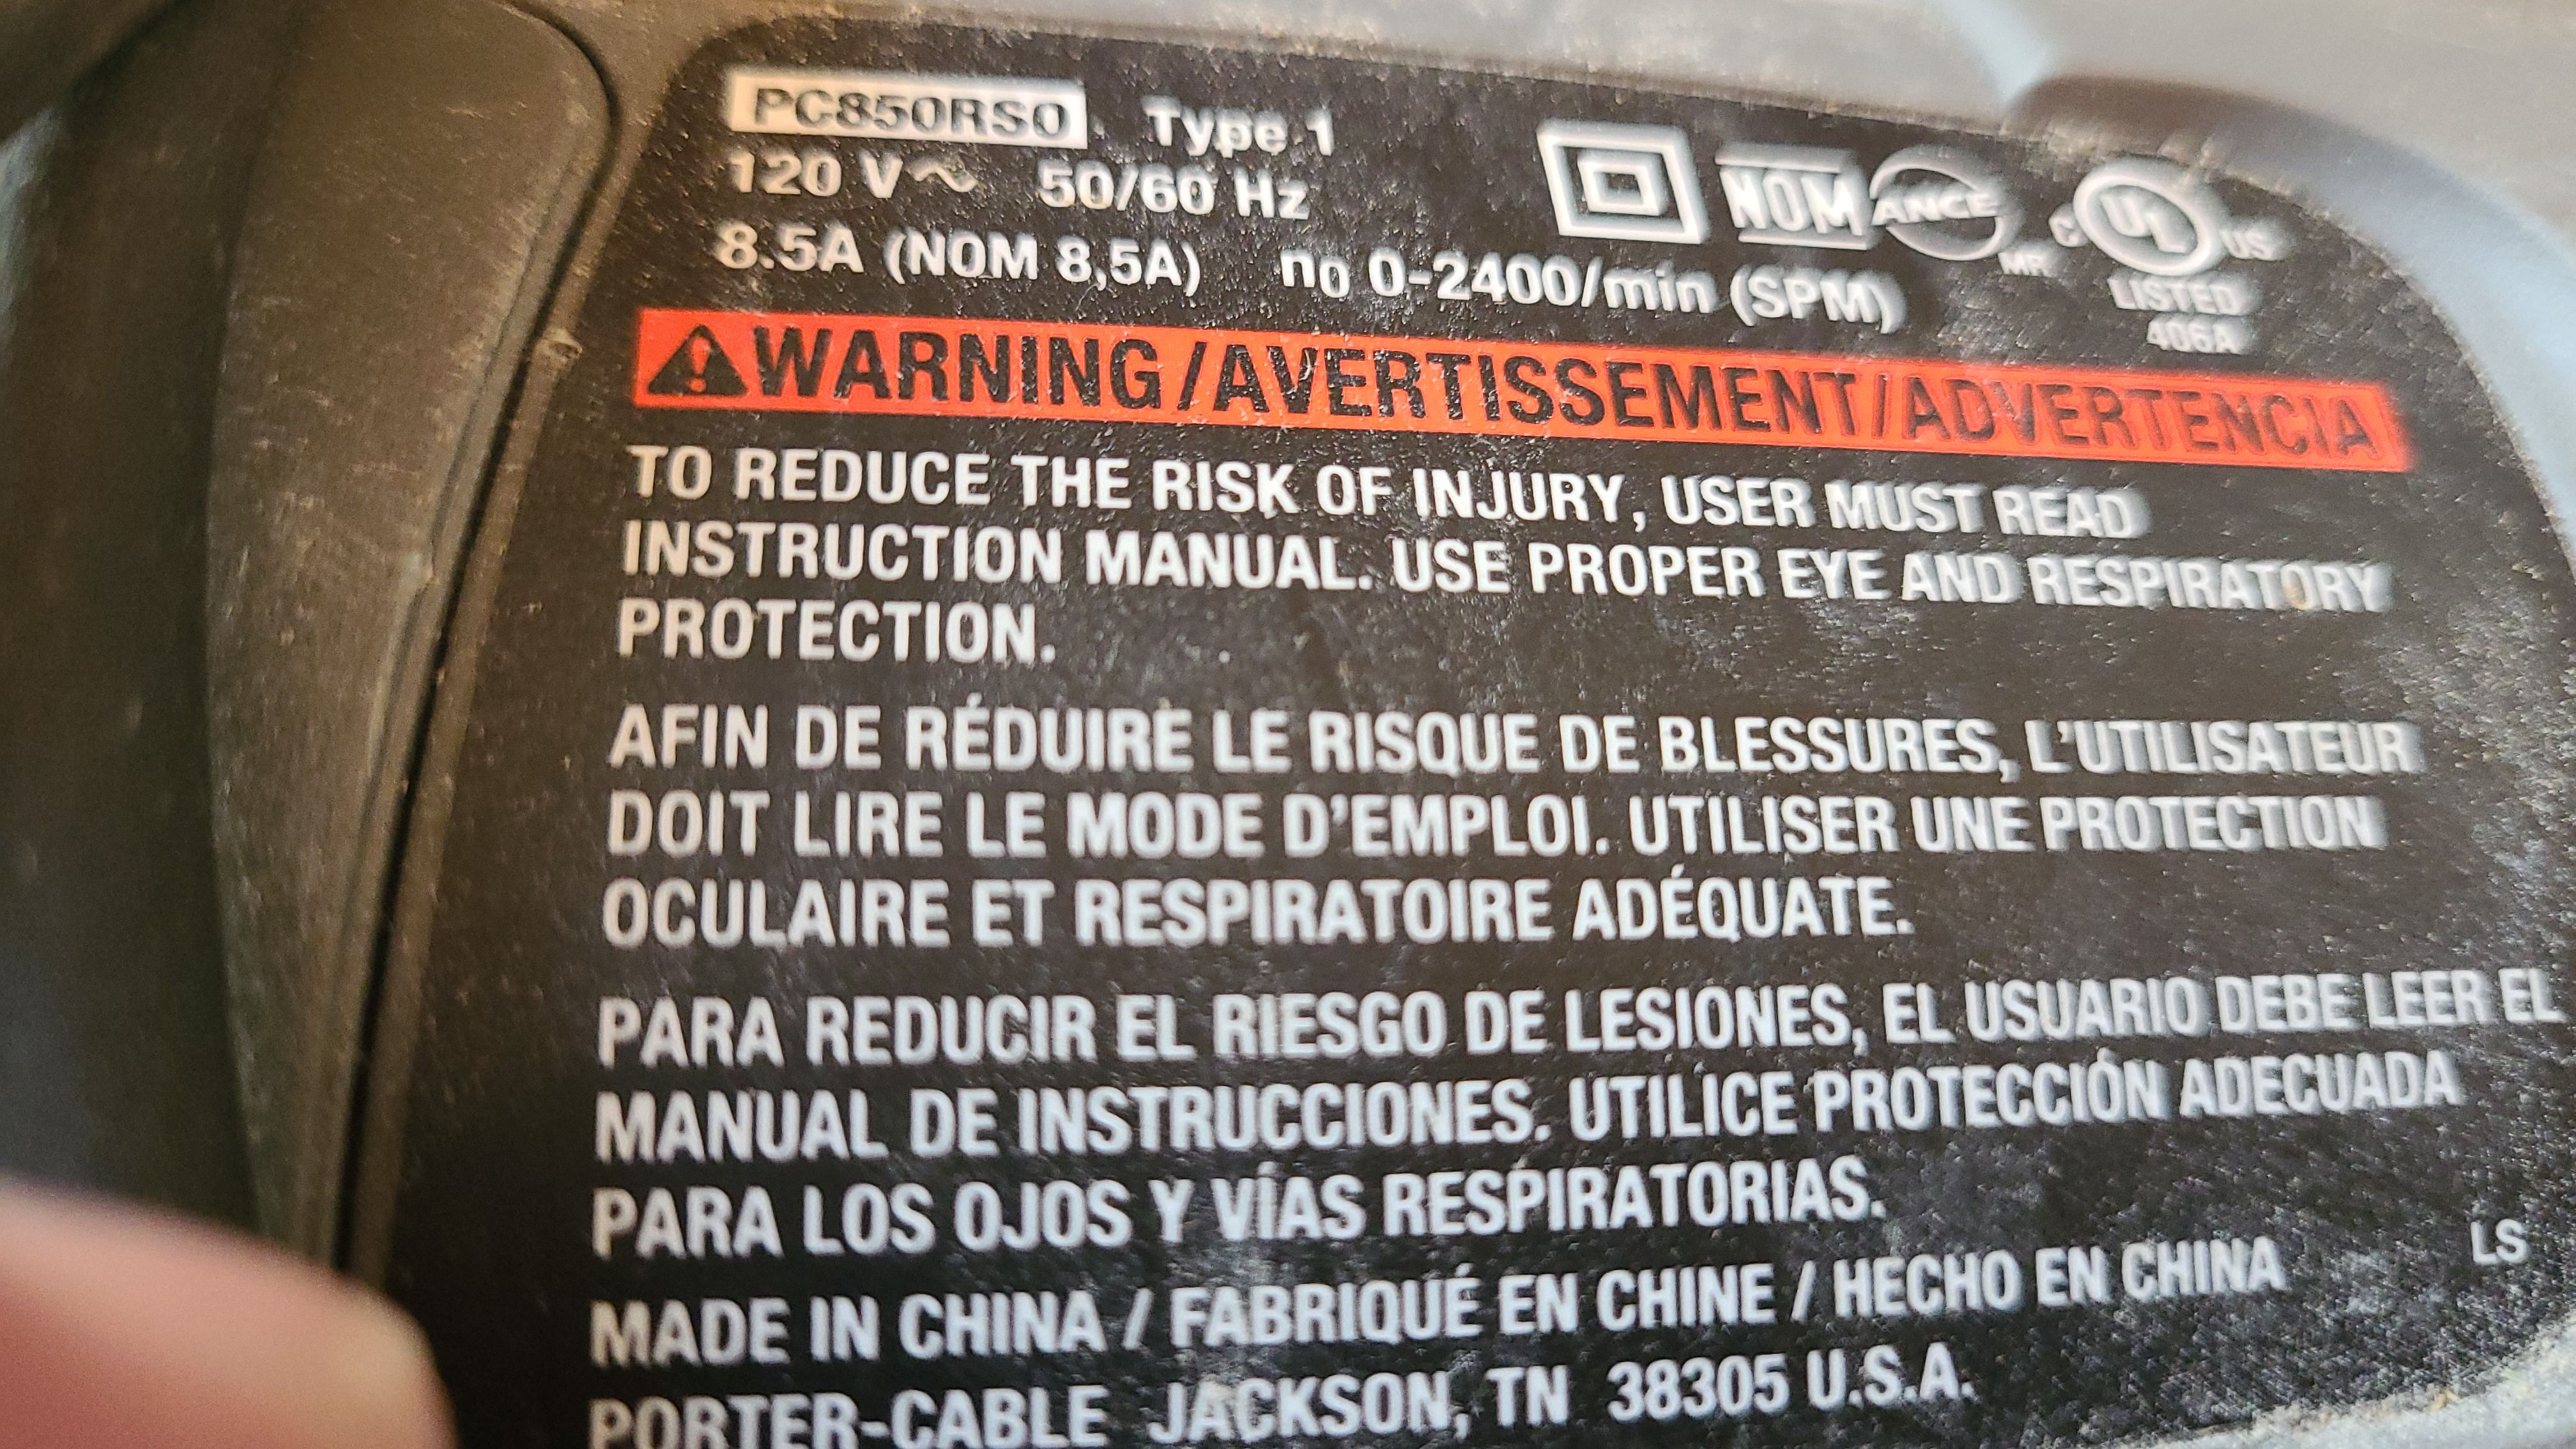 PC850RSO Type 1
120 V~ 50/60 Hz
8.5A (NOM 8,5A) n0 0-2400/min (SPM)
NOM ANCE MR
C UL US
LISTED
406A
WARNING/AVERTISSEMENT/ADVERTENCIA
TO REDUCE THE RISK OF INJURY, USER MUST READ
INSTRUCTION MANUAL. USE PROPER EYE AND RESPIRATORY
PROTECTION.
AFIN DE RÉDUIRE LE RISQUE DE BLESSURES, L'UTILISATEUR
DOIT LIRE LE MODE D'EMPLOI. UTILISER UNE PROTECTION
OCULAIRE ET RESPIRATOIRE ADÉQUATE.
PARA REDUCIR EL RIESGO DE LESIONES, EL USUARIO DEBE LEER EL
MANUAL DE INSTRUCCIONES. UTILICE PROTECCIÓN ADECUADA
PARA LOS OJOS Y VÍAS RESPIRATORIAS.
LS
MADE IN CHINA / FABRIQUÉ EN CHINE / HECHO EN CHINA
PORTER-CABLE JACKSON, TN 38305 U.S.A.